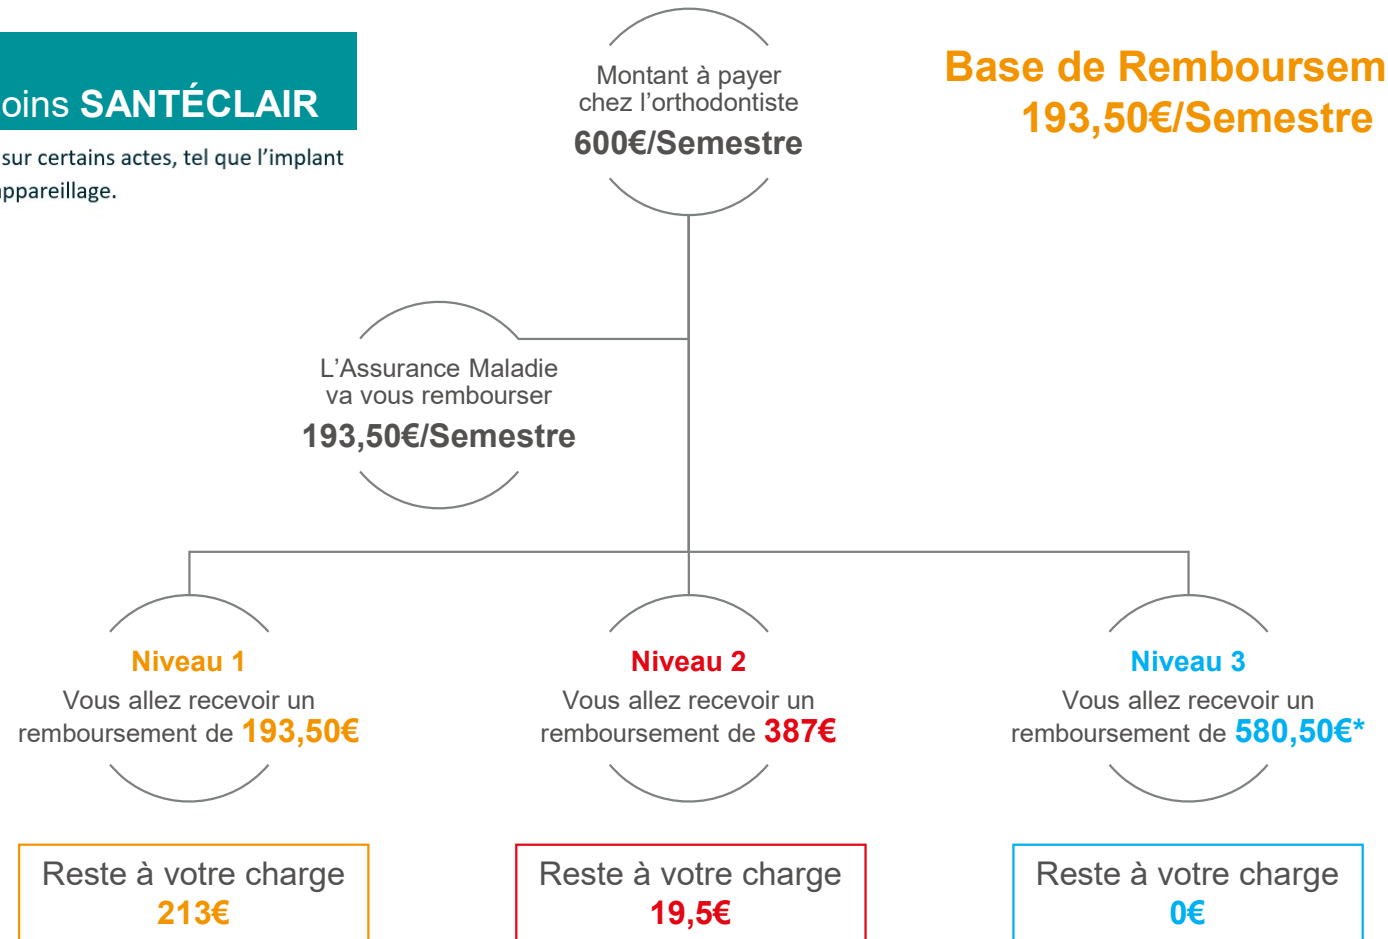 oins SANTÉCLAIR
sur certains actes, tel que l’implant
appareillage.
Montant à payer
chez l’orthodontiste
600€/Semestre
Base de Remboursem
193,50€/Semestre
L’Assurance Maladie
va vous rembourser
193,50€/Semestre
Niveau 1
Vous allez recevoir un
remboursement de 193,50€
Niveau 2
Vous allez recevoir un
remboursement de 387€
Niveau 3
Vous allez recevoir un
remboursement de 580,50€*
Reste à votre charge
213€
Reste à votre charge
19,5€
Reste à votre charge
0€